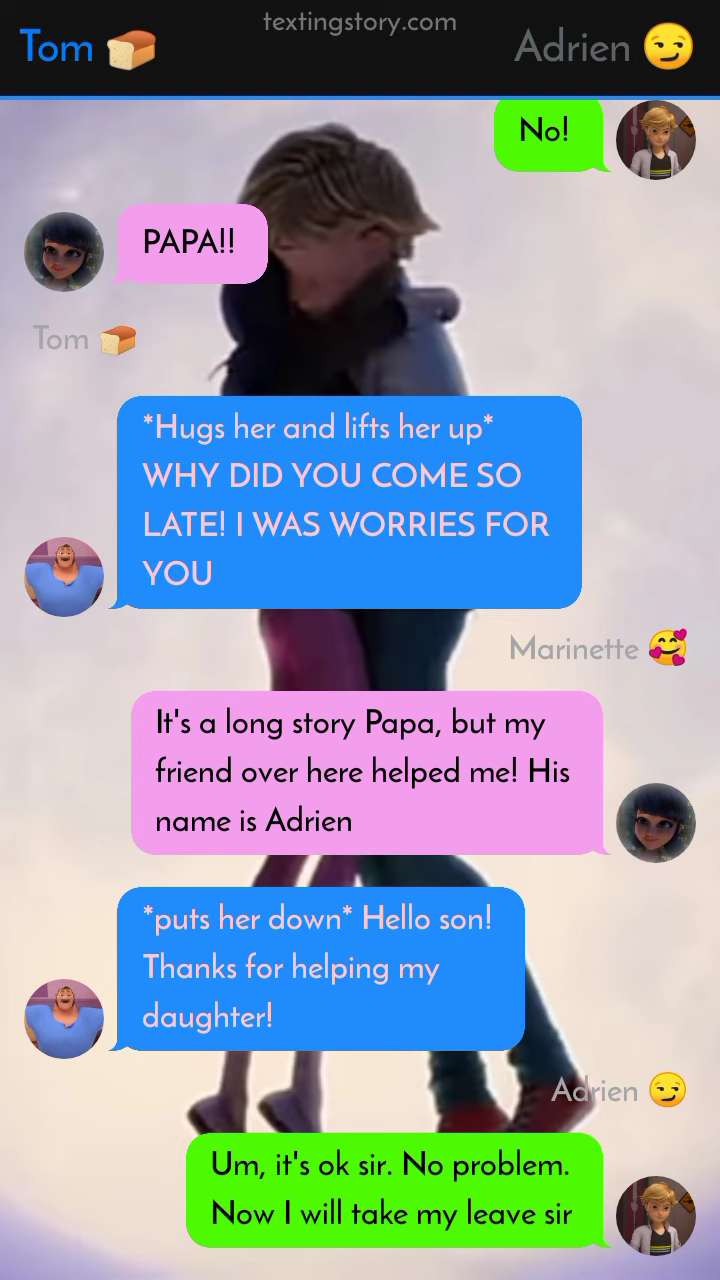 textingstory.com
Tom 🍞
Adrien 😏
No!
PAPA!!
Tom 🍞
*Hugs her and lifts her up*
WHY DID YOU COME SO
LATE! I WAS WORRIES FOR
YOU
Marinette 🥰
It's a long story Papa, but my
friend over here helped me! His
name is Adrien
*puts her down* Hello son!
Thanks for helping my
daughter!
Adrien 😏
Um, it's ok sir. No problem.
Now I will take my leave sir